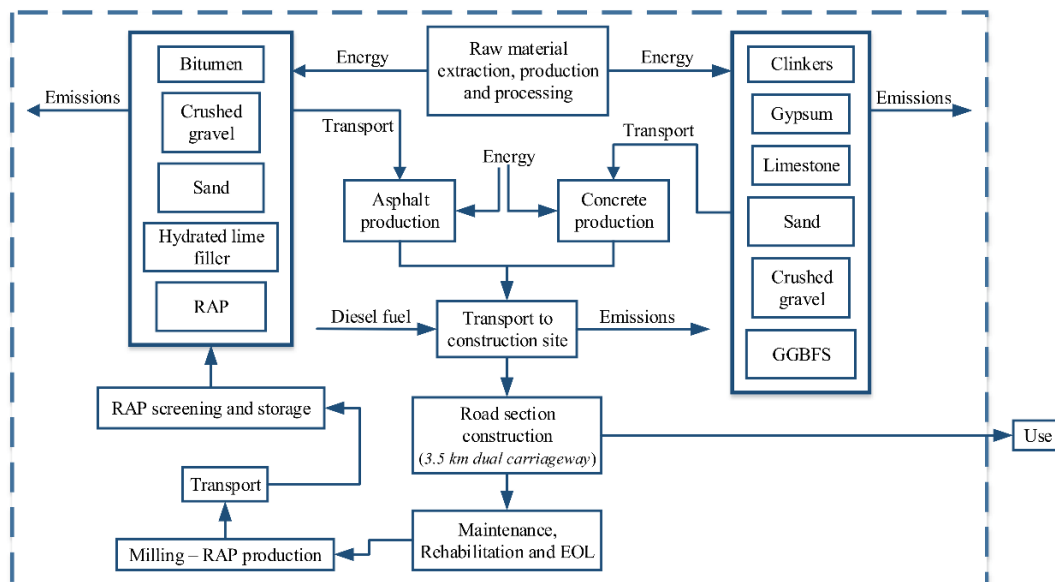 Raw material
extraction, production
and processing
Energy
Energy
Bitumen
Crushed
gravel
Sand
Hydrated lime
filler
RAP
Emissions
Transport
Clinkers
Gypsum
Limestone
Sand
Crushed
gravel
GGBFS
Emissions
Transport
Energy
Asphalt
production
Concrete
production
Diesel fuel
Transport to
construction site
Emissions
RAP screening and storage
Road section
construction
(3.5 km dual carriageway)
Use
Transport
Maintenance,
Rehabilitation and EOL
Milling – RAP production